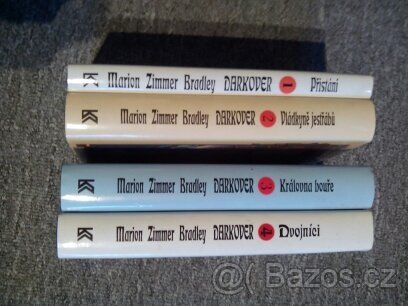 K Marion Zimmer Bradley DARKOVER 1 Přistání
K Marion Zimmer Bradley DARKOVER 2 Vládkyně jestřábů
K Marion Zimmer Bradley DARKOVER 3 Královna bouře
K Marion Zimmer Bradley DARKOVER 4 Dvojníci
@ Bazoš.cz